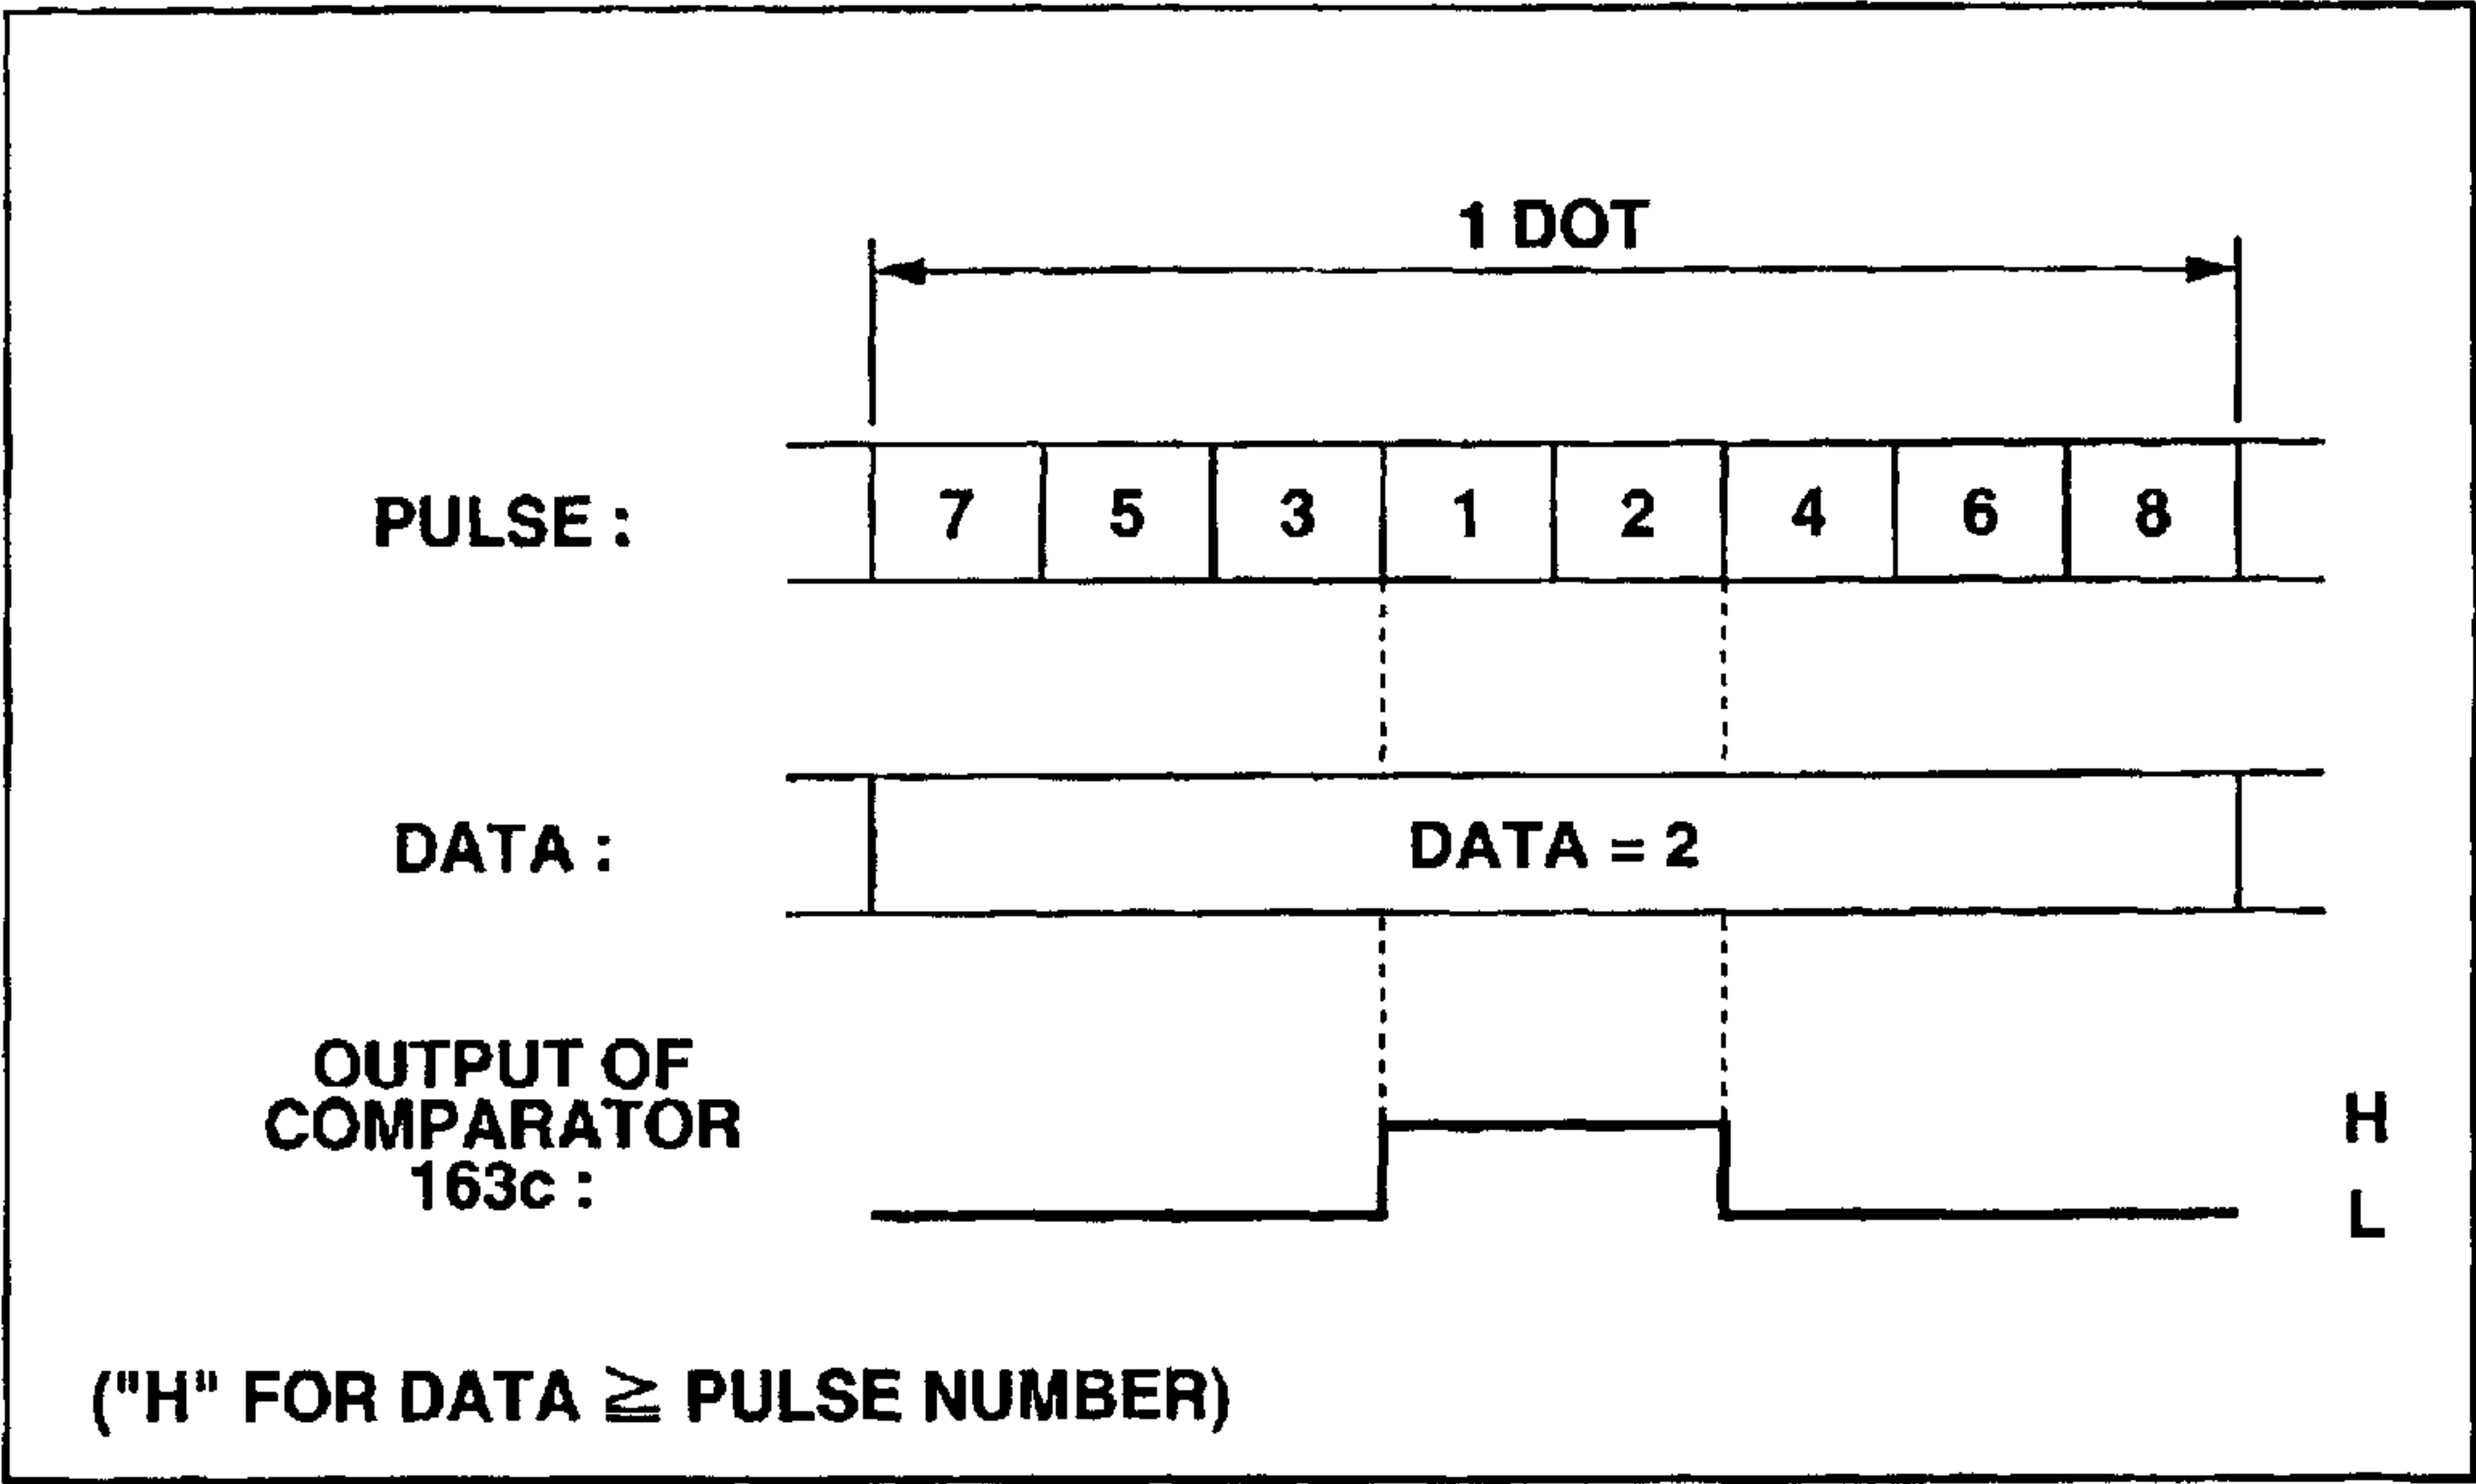 1 DOT
PULSE : 7 5 3 1 2 4 6 8
DATA : DATA = 2
OUTPUT OF
COMPARATOR
163c :
H
L
("H" FOR DATA ≧ PULSE NUMBER)